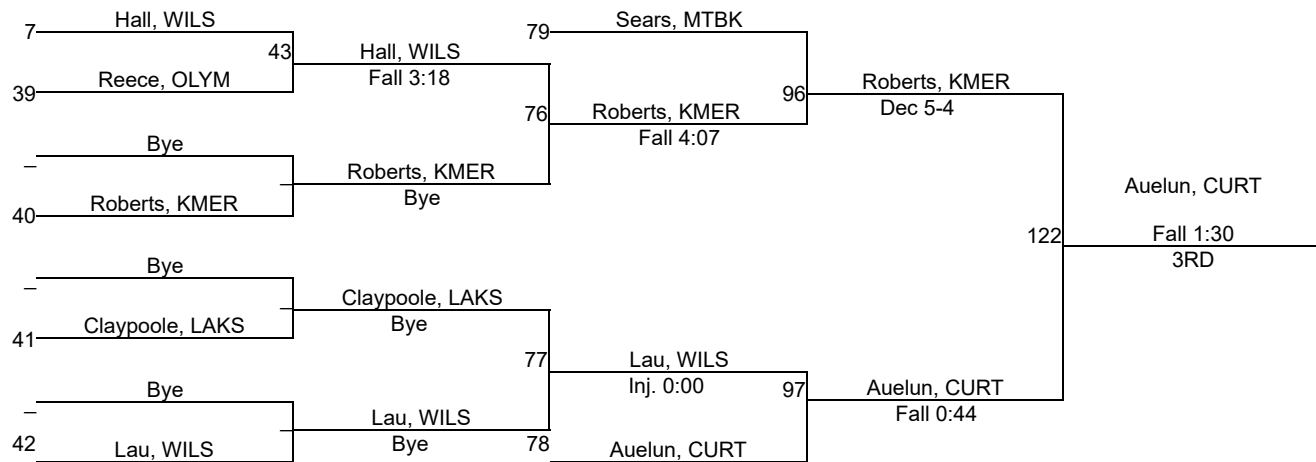 7 Hall, WILS
43
39 Reece, OLYM
Hall, WILS
Fall 3:18
_ Bye
_
40 Roberts, KMER
Roberts, KMER
Bye
76
Roberts, KMER
Fall 4:07
79 Sears, MTBK
96
Roberts, KMER
Dec 5-4
_ Bye
_
41 Claypoole, LAKS
Claypoole, LAKS
Bye
_ Bye
_
42 Lau, WILS
Lau, WILS
Bye
77
Lau, WILS
Inj. 0:00
78 Auelun, CURT
97
Auelun, CURT
Fall 0:44
122
Auelun, CURT
Fall 1:30
3RD